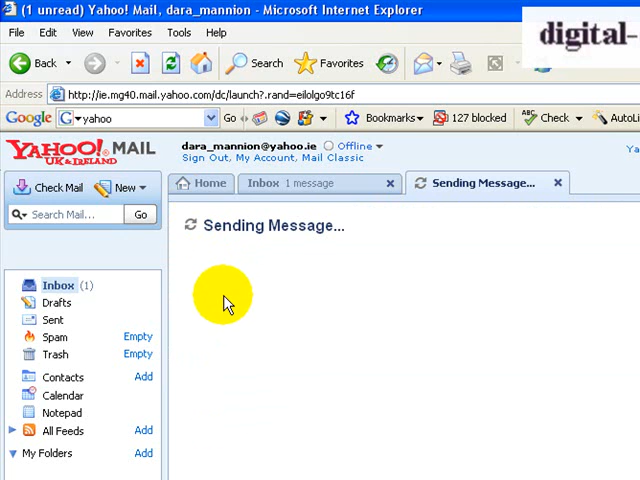 (1 unread) Yahoo! Mail, dara_mannion - Microsoft Internet Explorer
digital-
File Edit View Favorites Tools Help
Back Search Favorites
Address http://ie.mg40.mail.yahoo.com/dc/launch?.rand=eilolgo9tc16f
Google G yahoo Go Bookmarks 127 blocked Check AutoLi
YAHOO! MAIL
UK & IRELAND
dara_mannion@yahoo.ie Offline
Ya
Sign Out, My Account, Mail Classic
Check Mail New
Home Inbox 1 message Sending Message...
Search Mail... Go
Sending Message...
Inbox (1)
Drafts
Sent
Spam Empty
Trash Empty
Contacts Add
Calendar
Notepad
All Feeds Add
My Folders Add